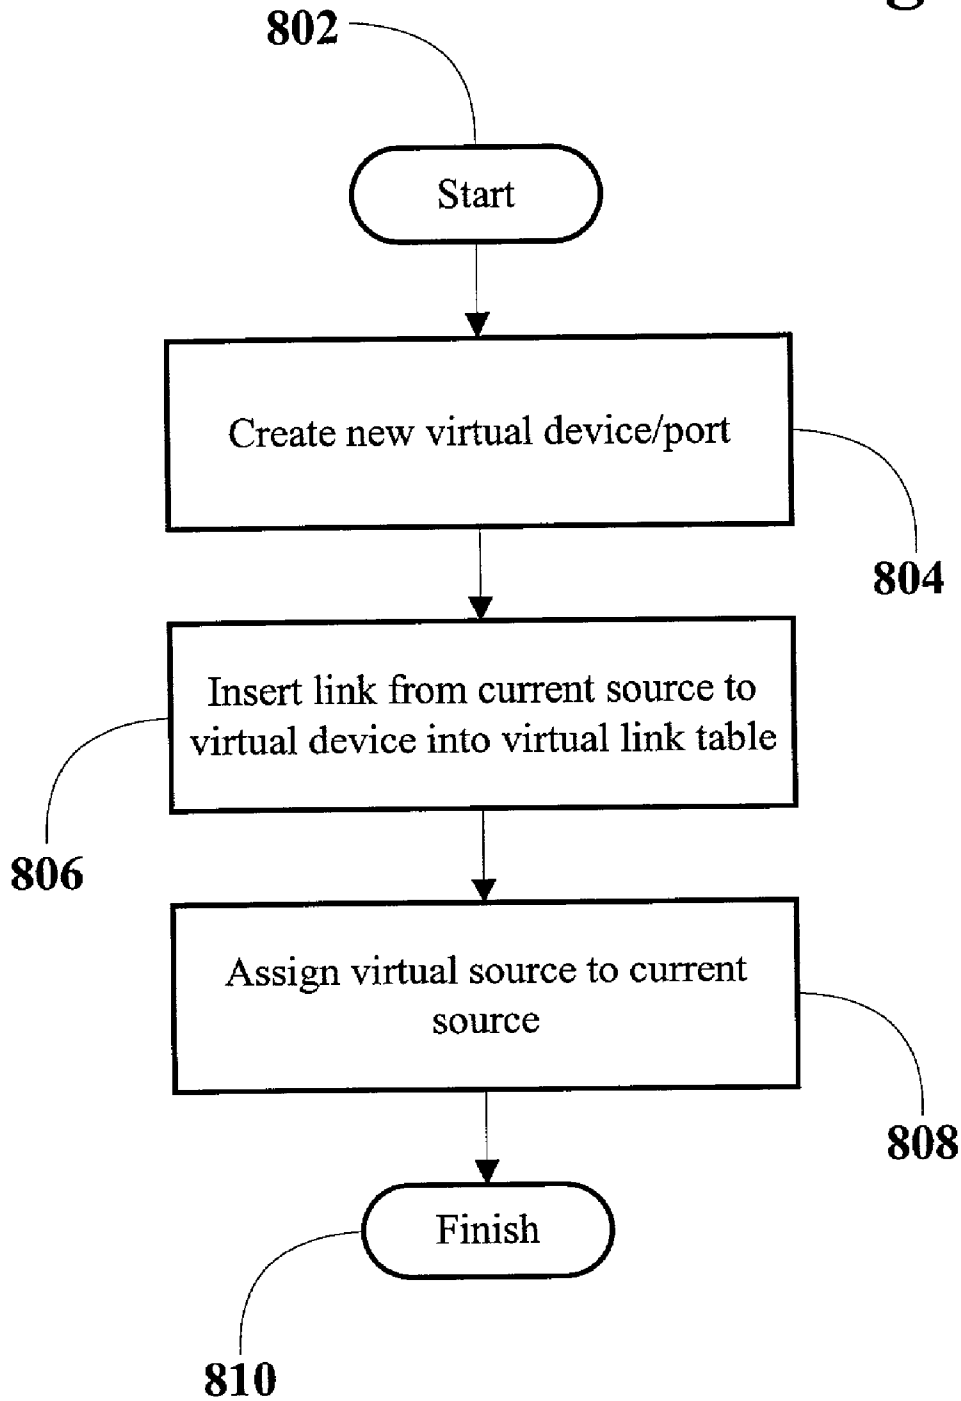 802
Start
Create new virtual device/port
804
Insert link from current source to
virtual device into virtual link table
806
Assign virtual source to current
source
808
Finish
810